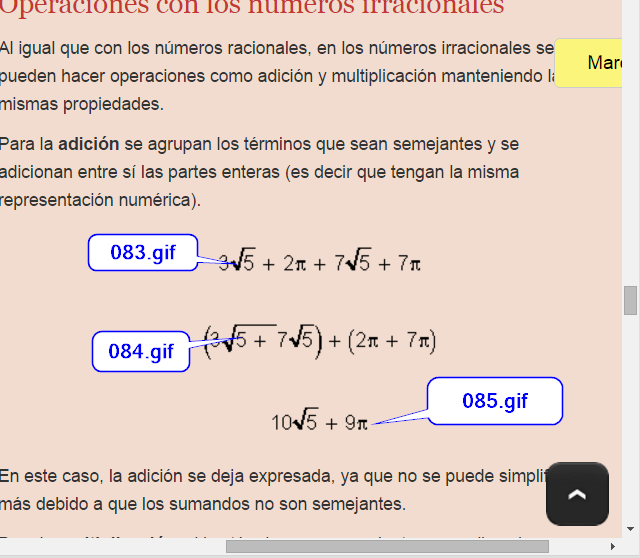 Operaciones con los números irracionales
Al igual que con los números racionales, en los números irracionales se
pueden hacer operaciones como adición y multiplicación manteniendo
Mar
mismas propiedades.
Para la adición se agrupan los términos que sean semejantes y se
adicionan entre sí las partes enteras (es decir que tengan la misma
representación numérica).
083.gif
3√5 + 2π + 7√5 + 7π
084.gif
(3√5 + 7√5) + (2π + 7π)
085.gif
10√5 + 9π
En este caso, la adición se deja expresada, ya que no se puede simplif
más debido a que los sumandos no son semejantes.